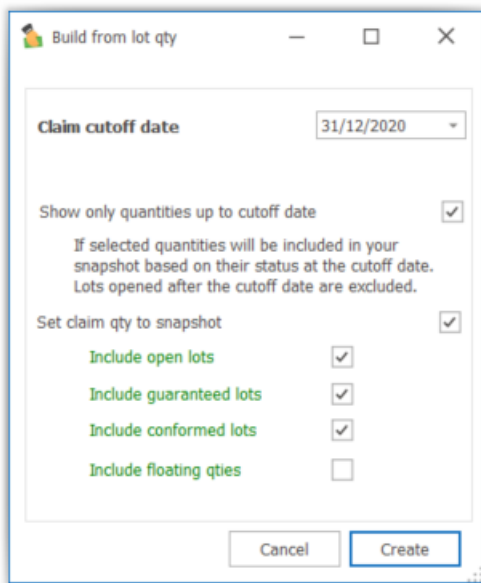 Build from lot qty
Claim cutoff date 31/12/2020
Show only quantities up to cutoff date
If selected quantities will be included in your
snapshot based on their status at the cutoff date.
Lots opened after the cutoff date are excluded.
Set claim qty to snapshot
Include open lots
Include guaranteed lots
Include conformed lots
Include floating qties
Cancel Create